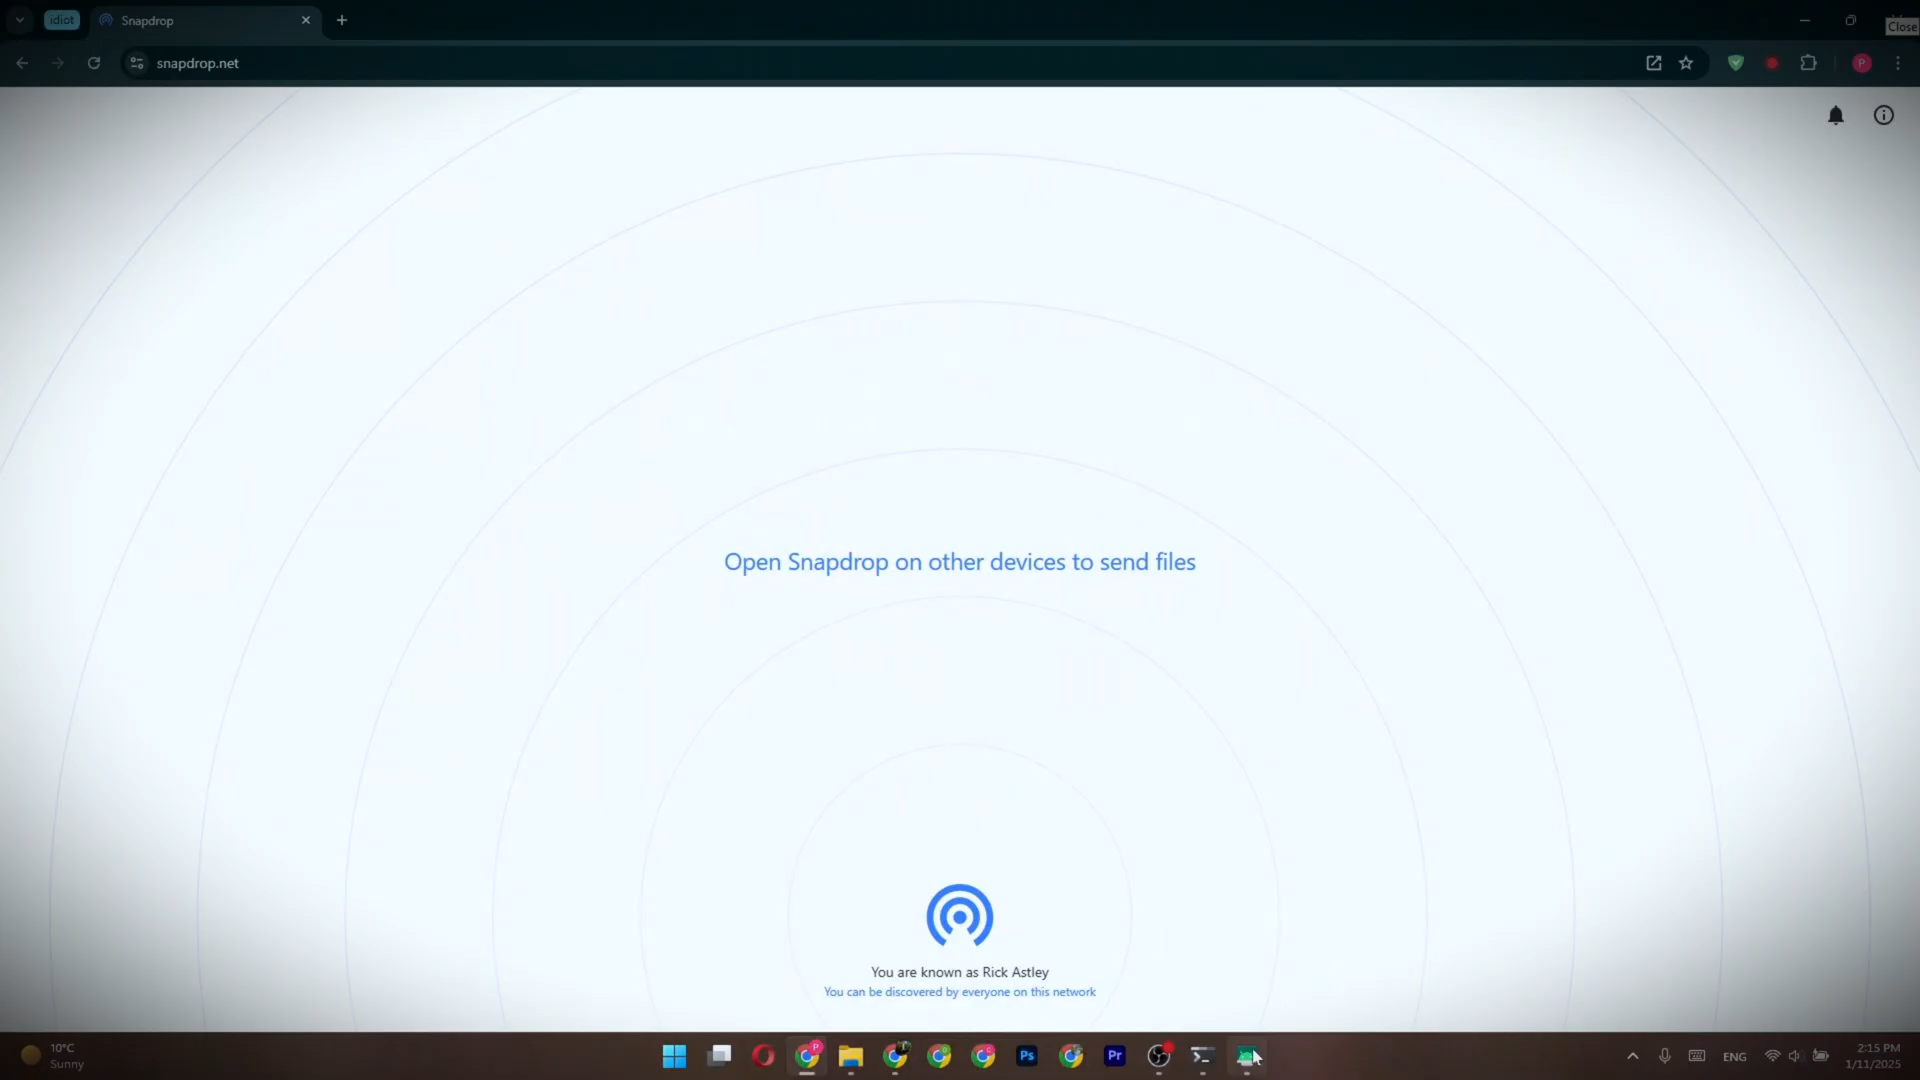 idiot
Snapdrop
Close
snapdrop.net
P
Open Snapdrop on other devices to send files
You are known as Rick Astley
You can be discovered by everyone on this network
10°C
Sunny
P
Ps
Pr
ENG
2:15 PM
1/11/2025